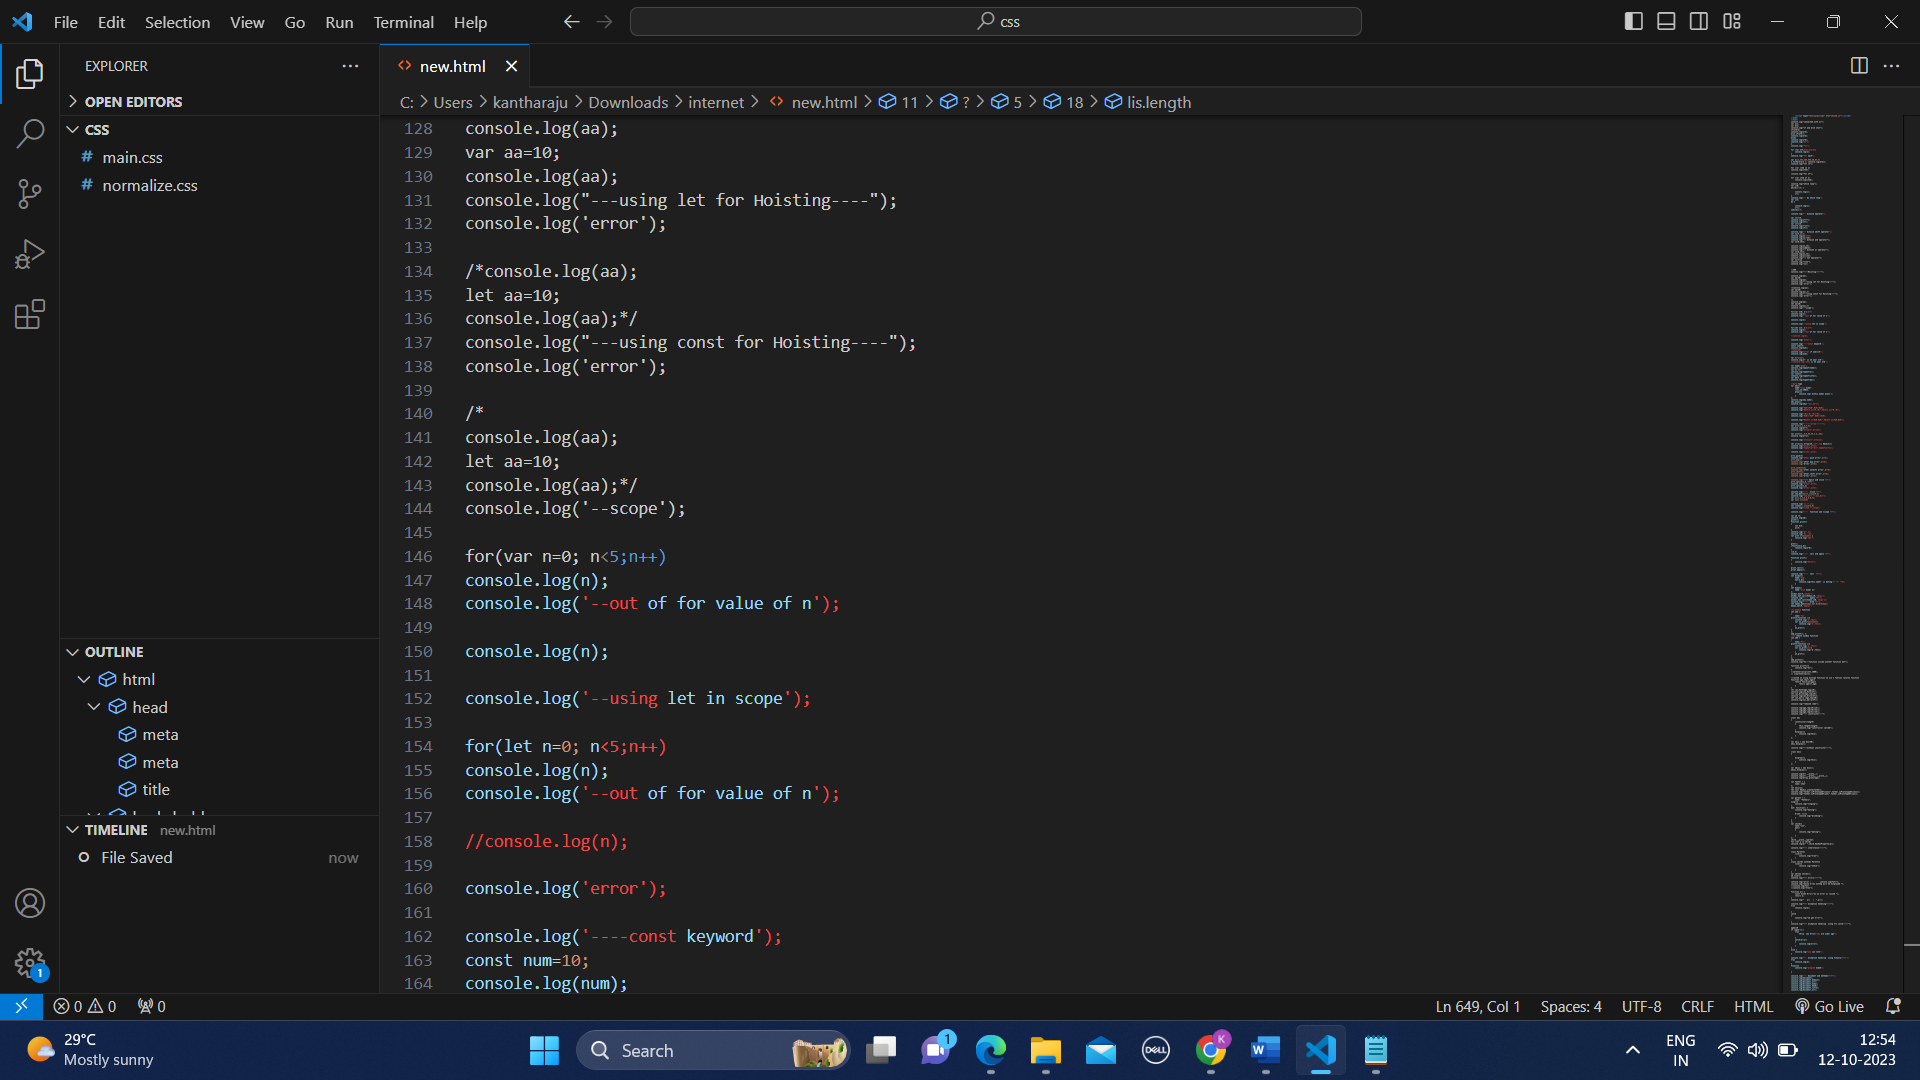 File Edit Selection View Go Run Terminal Help
css
EXPLORER
OPEN EDITORS
CSS
# main.css
# normalize.css
OUTLINE
html
head
meta
meta
title
TIMELINE new.html
File Saved now
1
new.html
C: > Users > kantharaju > Downloads > internet > new.html > 11 > ? > 5 > 18 > lis.length
128 console.log(aa);
129 var aa=10;
130 console.log(aa);
131 console.log("---using let for Hoisting----");
132 console.log('error');
133
134 /*console.log(aa);
135 let aa=10;
136 console.log(aa);*/
137 console.log("---using const for Hoisting----");
138 console.log('error');
139
140 /*
141 console.log(aa);
142 let aa=10;
143 console.log(aa);*/
144 console.log('--scope');
145
146 for(var n=0; n<5;n++)
147 console.log(n);
148 console.log('--out of for value of n');
149
150 console.log(n);
151
152 console.log('--using let in scope');
153
154 for(let n=0; n<5;n++)
155 console.log(n);
156 console.log('--out of for value of n');
157
158 //console.log(n);
159
160 console.log('error');
161
162 console.log('----const keyword');
163 const num=10;
164 console.log(num);
0 0 0
Ln 649, Col 1 Spaces: 4 UTF-8 CRLF HTML Go Live
29°C
Mostly sunny
Search
1
DELL
K
W
ENG
IN
12:54
12-10-2023